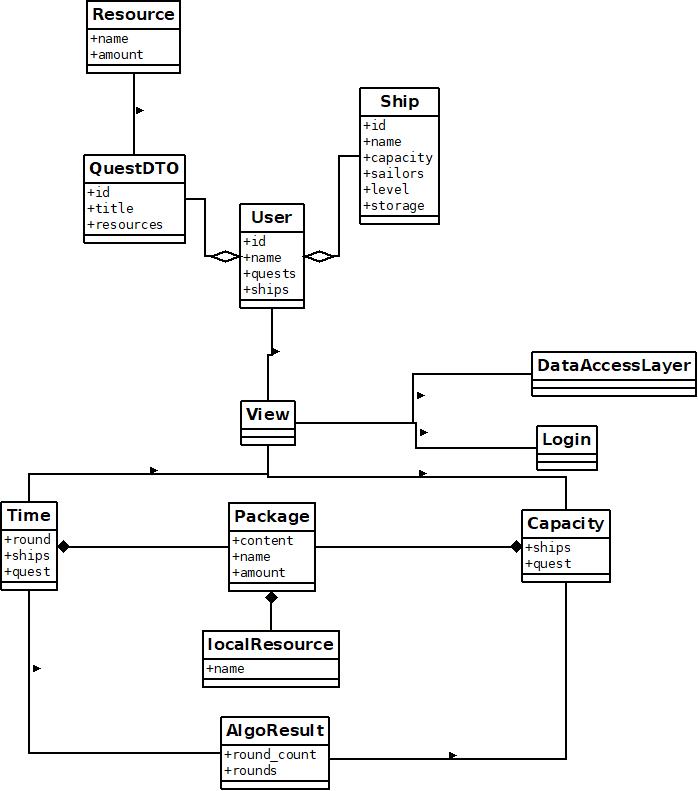 Resource
+name
+amount
Ship
+id
+name
+capacity
+sailors
+level
+storage
QuestDTO
+id
+title
+resources
User
+id
+name
+quests
+ships
DataAccessLayer
View
Login
Time
+round
+ships
+quest
Package
+content
+name
+amount
Capacity
+ships
+quest
localResource
+name
AlgoResult
+round_count
+rounds